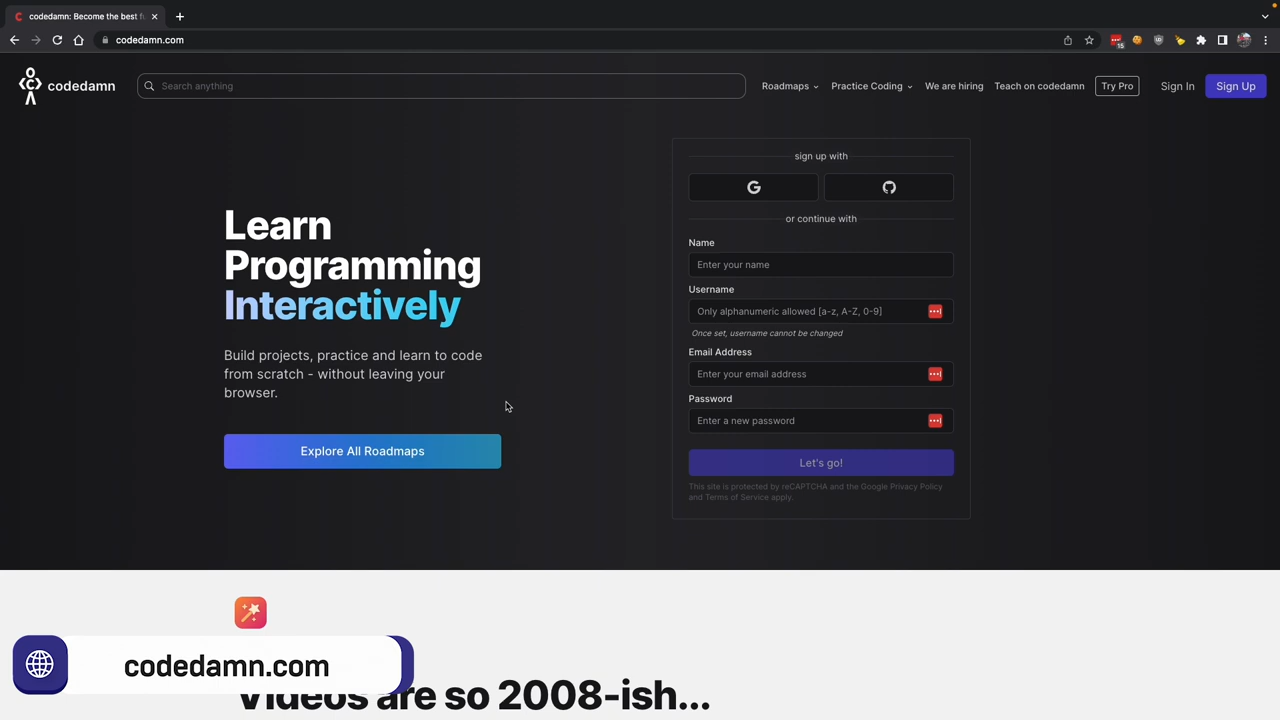 codedamn: Become the best fu
codedamn.com
15
codedamn
Search anything
Roadmaps
Practice Coding
We are hiring
Teach on codedamn
Try Pro
Sign In
Sign Up
Learn
Programming
Interactively
Build projects, practice and learn to code
from scratch - without leaving your
browser.
Explore All Roadmaps
sign up with
or continue with
Name
Enter your name
Username
Only alphanumeric allowed [a-z, A-Z, 0-9]
Once set, username cannot be changed
Email Address
Enter your email address
Password
Enter a new password
Let's go!
This site is protected by reCAPTCHA and the Google Privacy Policy
and Terms of Service apply.
codedamn.com
Videos are so 2008-ish...